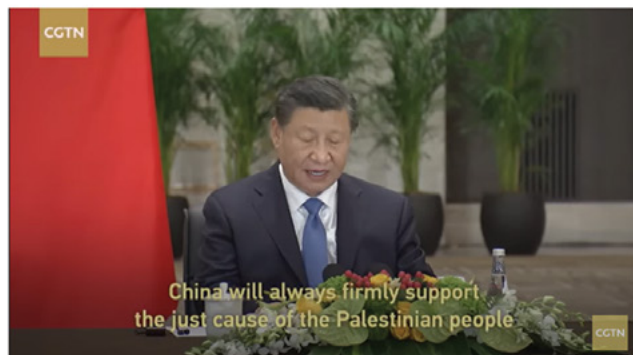 CGTN
China will always firmly support
the just cause of the Palestinian people
CGTN